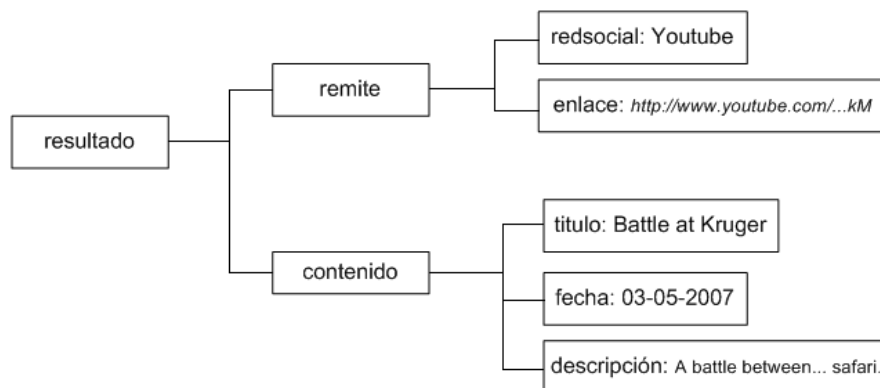 redsocial: Youtube
remite
enlace: http://www.youtube.com/...kM
resultado
titulo: Battle at Kruger
contenido
fecha: 03-05-2007
descripción: A battle between... safari.